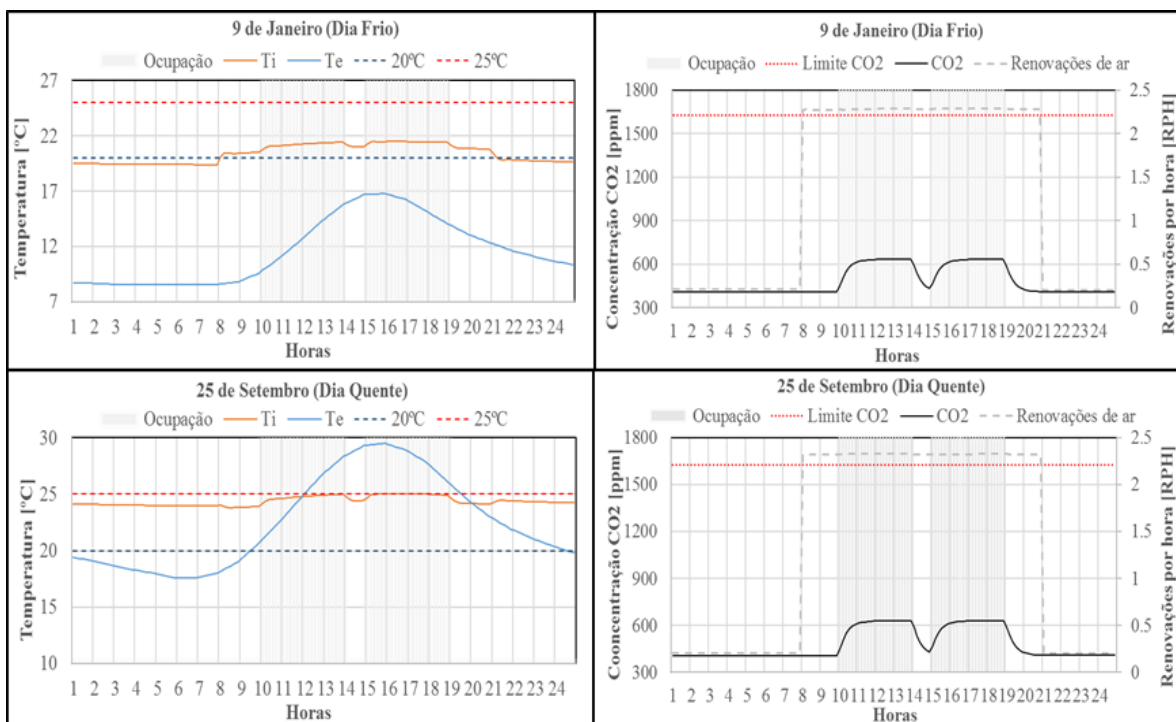 9 de Janeiro (Dia Frio)
Ocupação Ti Te 20ºC 25ºC
Temperatura [ºC]
27
22
17
12
7
1 2 3 4 5 6 7 8 9 10 11 12 13 14 15 16 17 18 19 20 21 22 23 24
Horas
9 de Janeiro (Dia Frio)
Ocupação Limite CO2 CO2 Renovações de ar
Concentração CO2 [ppm]
1800
1500
1200
900
600
300
2.5
2
1.5
1
0.5
0
Renovações por hora [RPH]
1 2 3 4 5 6 7 8 9 10 11 12 13 14 15 16 17 18 19 20 21 22 23 24
Horas
25 de Setembro (Dia Quente)
Ocupação Ti Te 20ºC 25ºC
Temperatura [ºC]
30
25
20
15
10
1 2 3 4 5 6 7 8 9 10 11 12 13 14 15 16 17 18 19 20 21 22 23 24
Horas
25 de Setembro (Dia Quente)
Ocupação Limite CO2 CO2 Renovações de ar
Cooncentração CO2 [ppm]
1800
1500
1200
900
600
300
2.5
2
1.5
1
0.5
0
Renovações por hora [RPH]
1 2 3 4 5 6 7 8 9 10 11 12 13 14 15 16 17 18 19 20 21 22 23 24
Horas